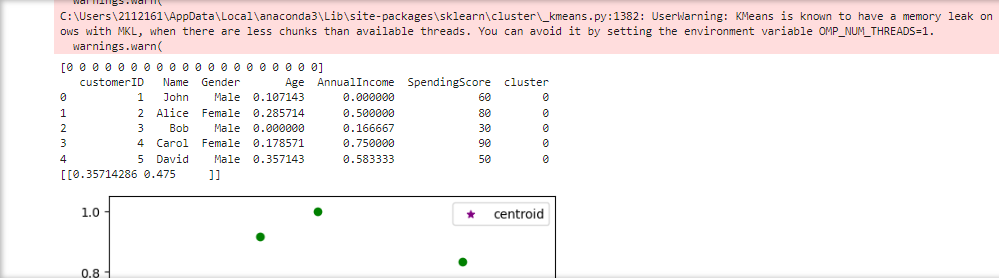 warnings.warn(
C:\Users\2112161\AppData\Local\anaconda3\Lib\site-packages\sklearn\cluster\_kmeans.py:1382: UserWarning: KMeans is known to have a memory leak on
ows with MKL, when there are less chunks than available threads. You can avoid it by setting the environment variable OMP_NUM_THREADS=1.
warnings.warn(
[0 0 0 0 0 0 0 0 0 0 0 0 0 0 0 0 0 0 0 0 0]
customerID Name Gender Age AnnualIncome SpendingScore cluster
0 1 John Male 0.107143 0.000000 60 0
1 2 Alice Female 0.285714 0.500000 80 0
2 3 Bob Male 0.000000 0.166667 30 0
3 4 Carol Female 0.178571 0.750000 90 0
4 5 David Male 0.357143 0.583333 50 0
[[0.35714286 0.475 ]]
1.0
centroid
0.8